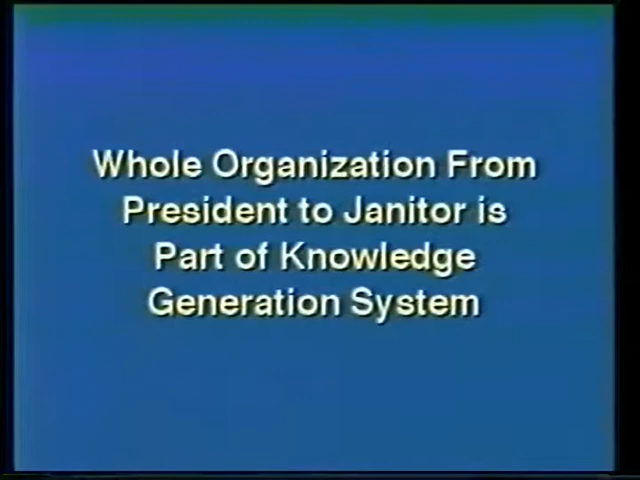 Whole Organization From
President to Janitor is
Part of Knowledge
Generation System